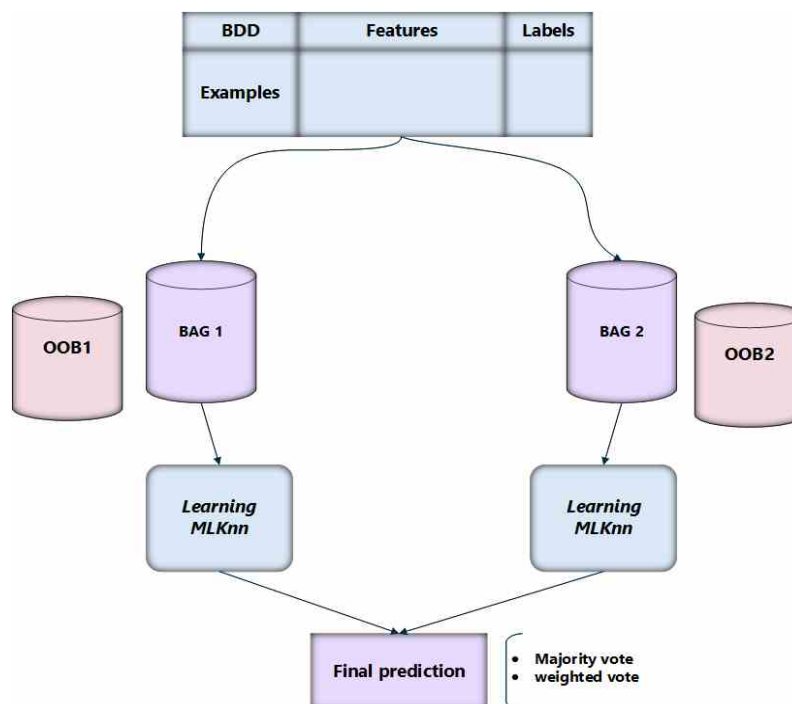 BDD Features Labels
Examples
BAG 1 BAG 2
OOB1 OOB2
Learning Learning
MLKnn MLKnn
Final prediction
• Majority vote
• weighted vote